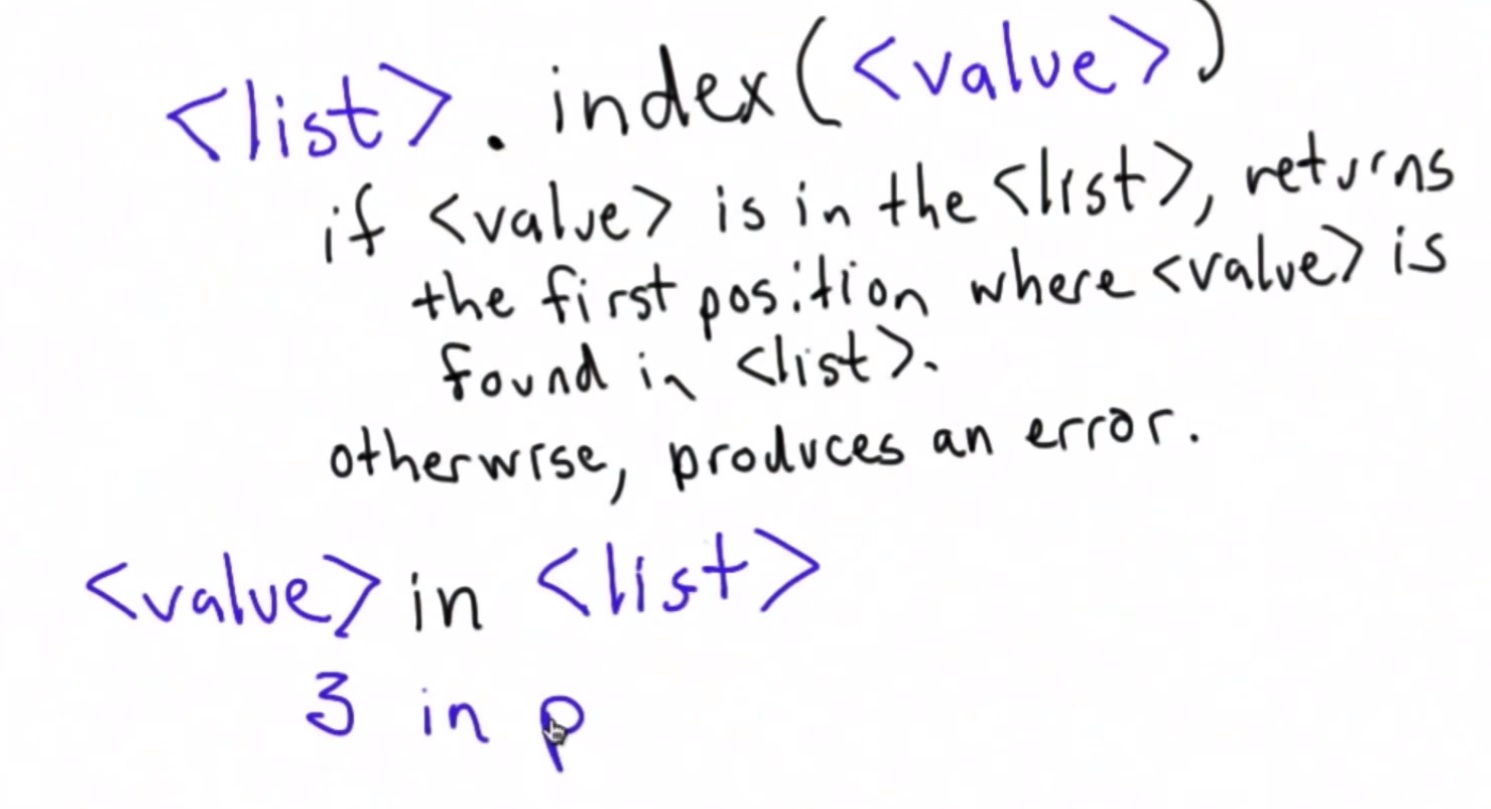 <list>.index(<value>)
if <value> is in the <list>, returns
the first position where <value> is
found in <list>.
otherwise, produces an error.
<value> in <list>
3 in p